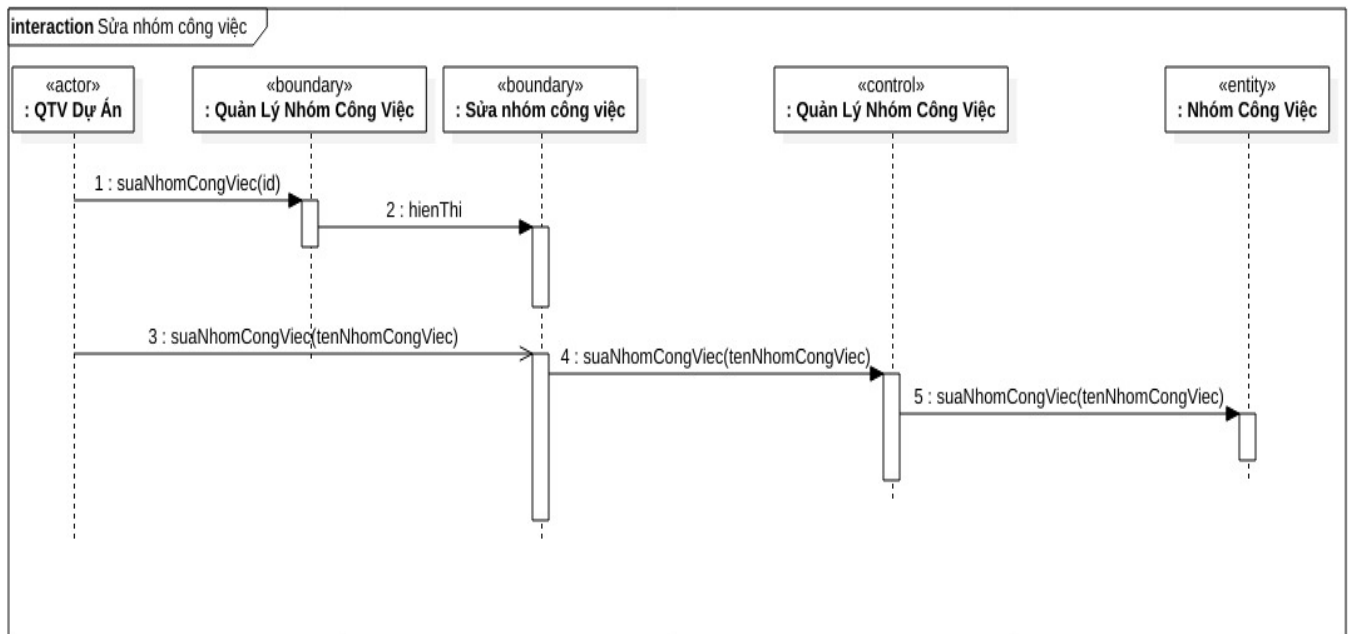 interaction Sửa nhóm công việc
«actor»
: QTV Dự Án
«boundary»
: Quản Lý Nhóm Công Việc
«boundary»
: Sửa nhóm công việc
«control»
: Quản Lý Nhóm Công Việc
«entity»
: Nhóm Công Việc
1 : suaNhomCongViec(id)
2 : hienThi
3 : suaNhomCongViec(tenNhomCongViec)
4 : suaNhomCongViec(tenNhomCongViec)
5 : suaNhomCongViec(tenNhomCongViec)